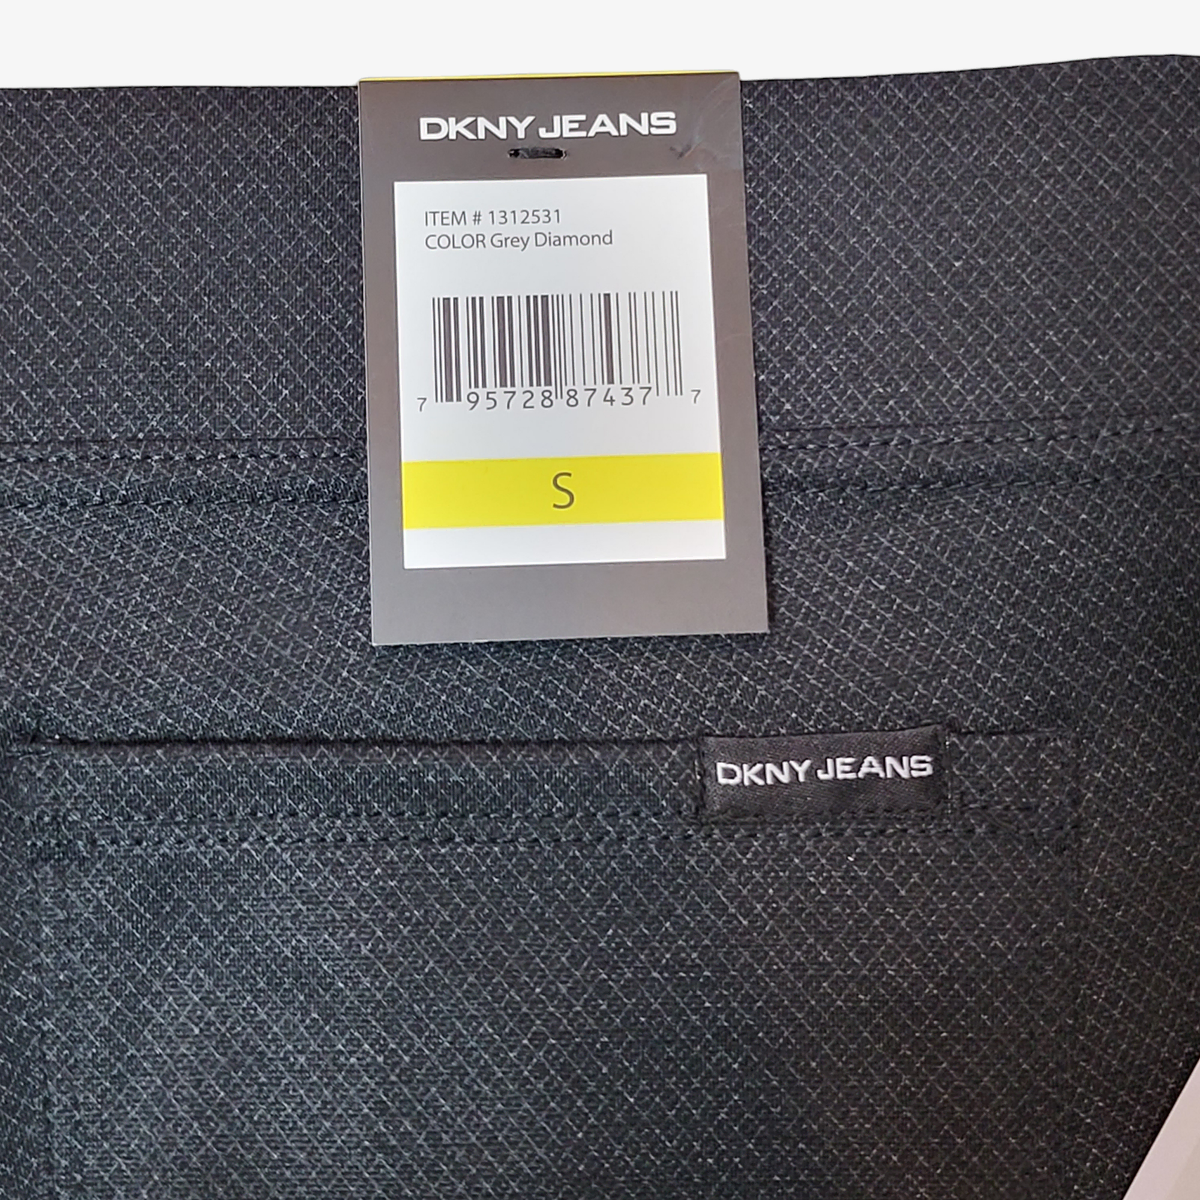 DKNY JEANS
ITEM # 1312531
COLOR Grey Diamond
7 95728 87437 7
S
DKNY JEANS